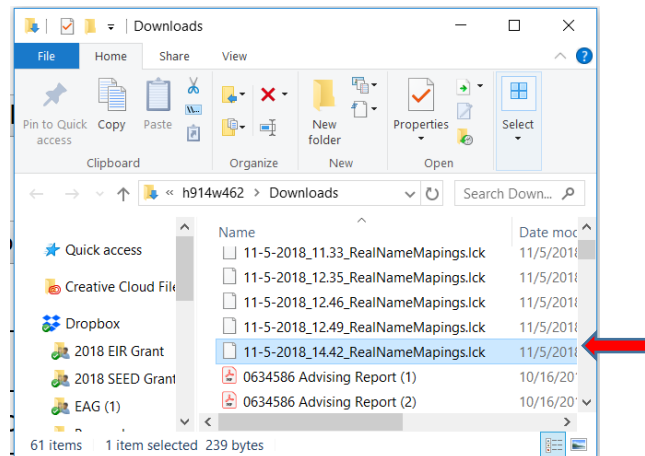 Downloads
File Home Share View
Pin to Quick access Copy Paste
New folder Properties Select
Clipboard Organize New Open
« h914w462 > Downloads Search Down...
Name Date mod
Quick access
11-5-2018_11.33_RealNameMapings.lck 11/5/2018
Creative Cloud File
11-5-2018_12.35_RealNameMapings.lck 11/5/2018
11-5-2018_12.46_RealNameMapings.lck 11/5/2018
Dropbox
11-5-2018_12.49_RealNameMapings.lck 11/5/2018
2018 EIR Grant
11-5-2018_14.42_RealNameMapings.lck 11/5/2018
2018 SEED Grant
0634586 Advising Report (1) 10/16/20
EAG (1)
0634586 Advising Report (2) 10/16/20
61 items 1 item selected 239 bytes